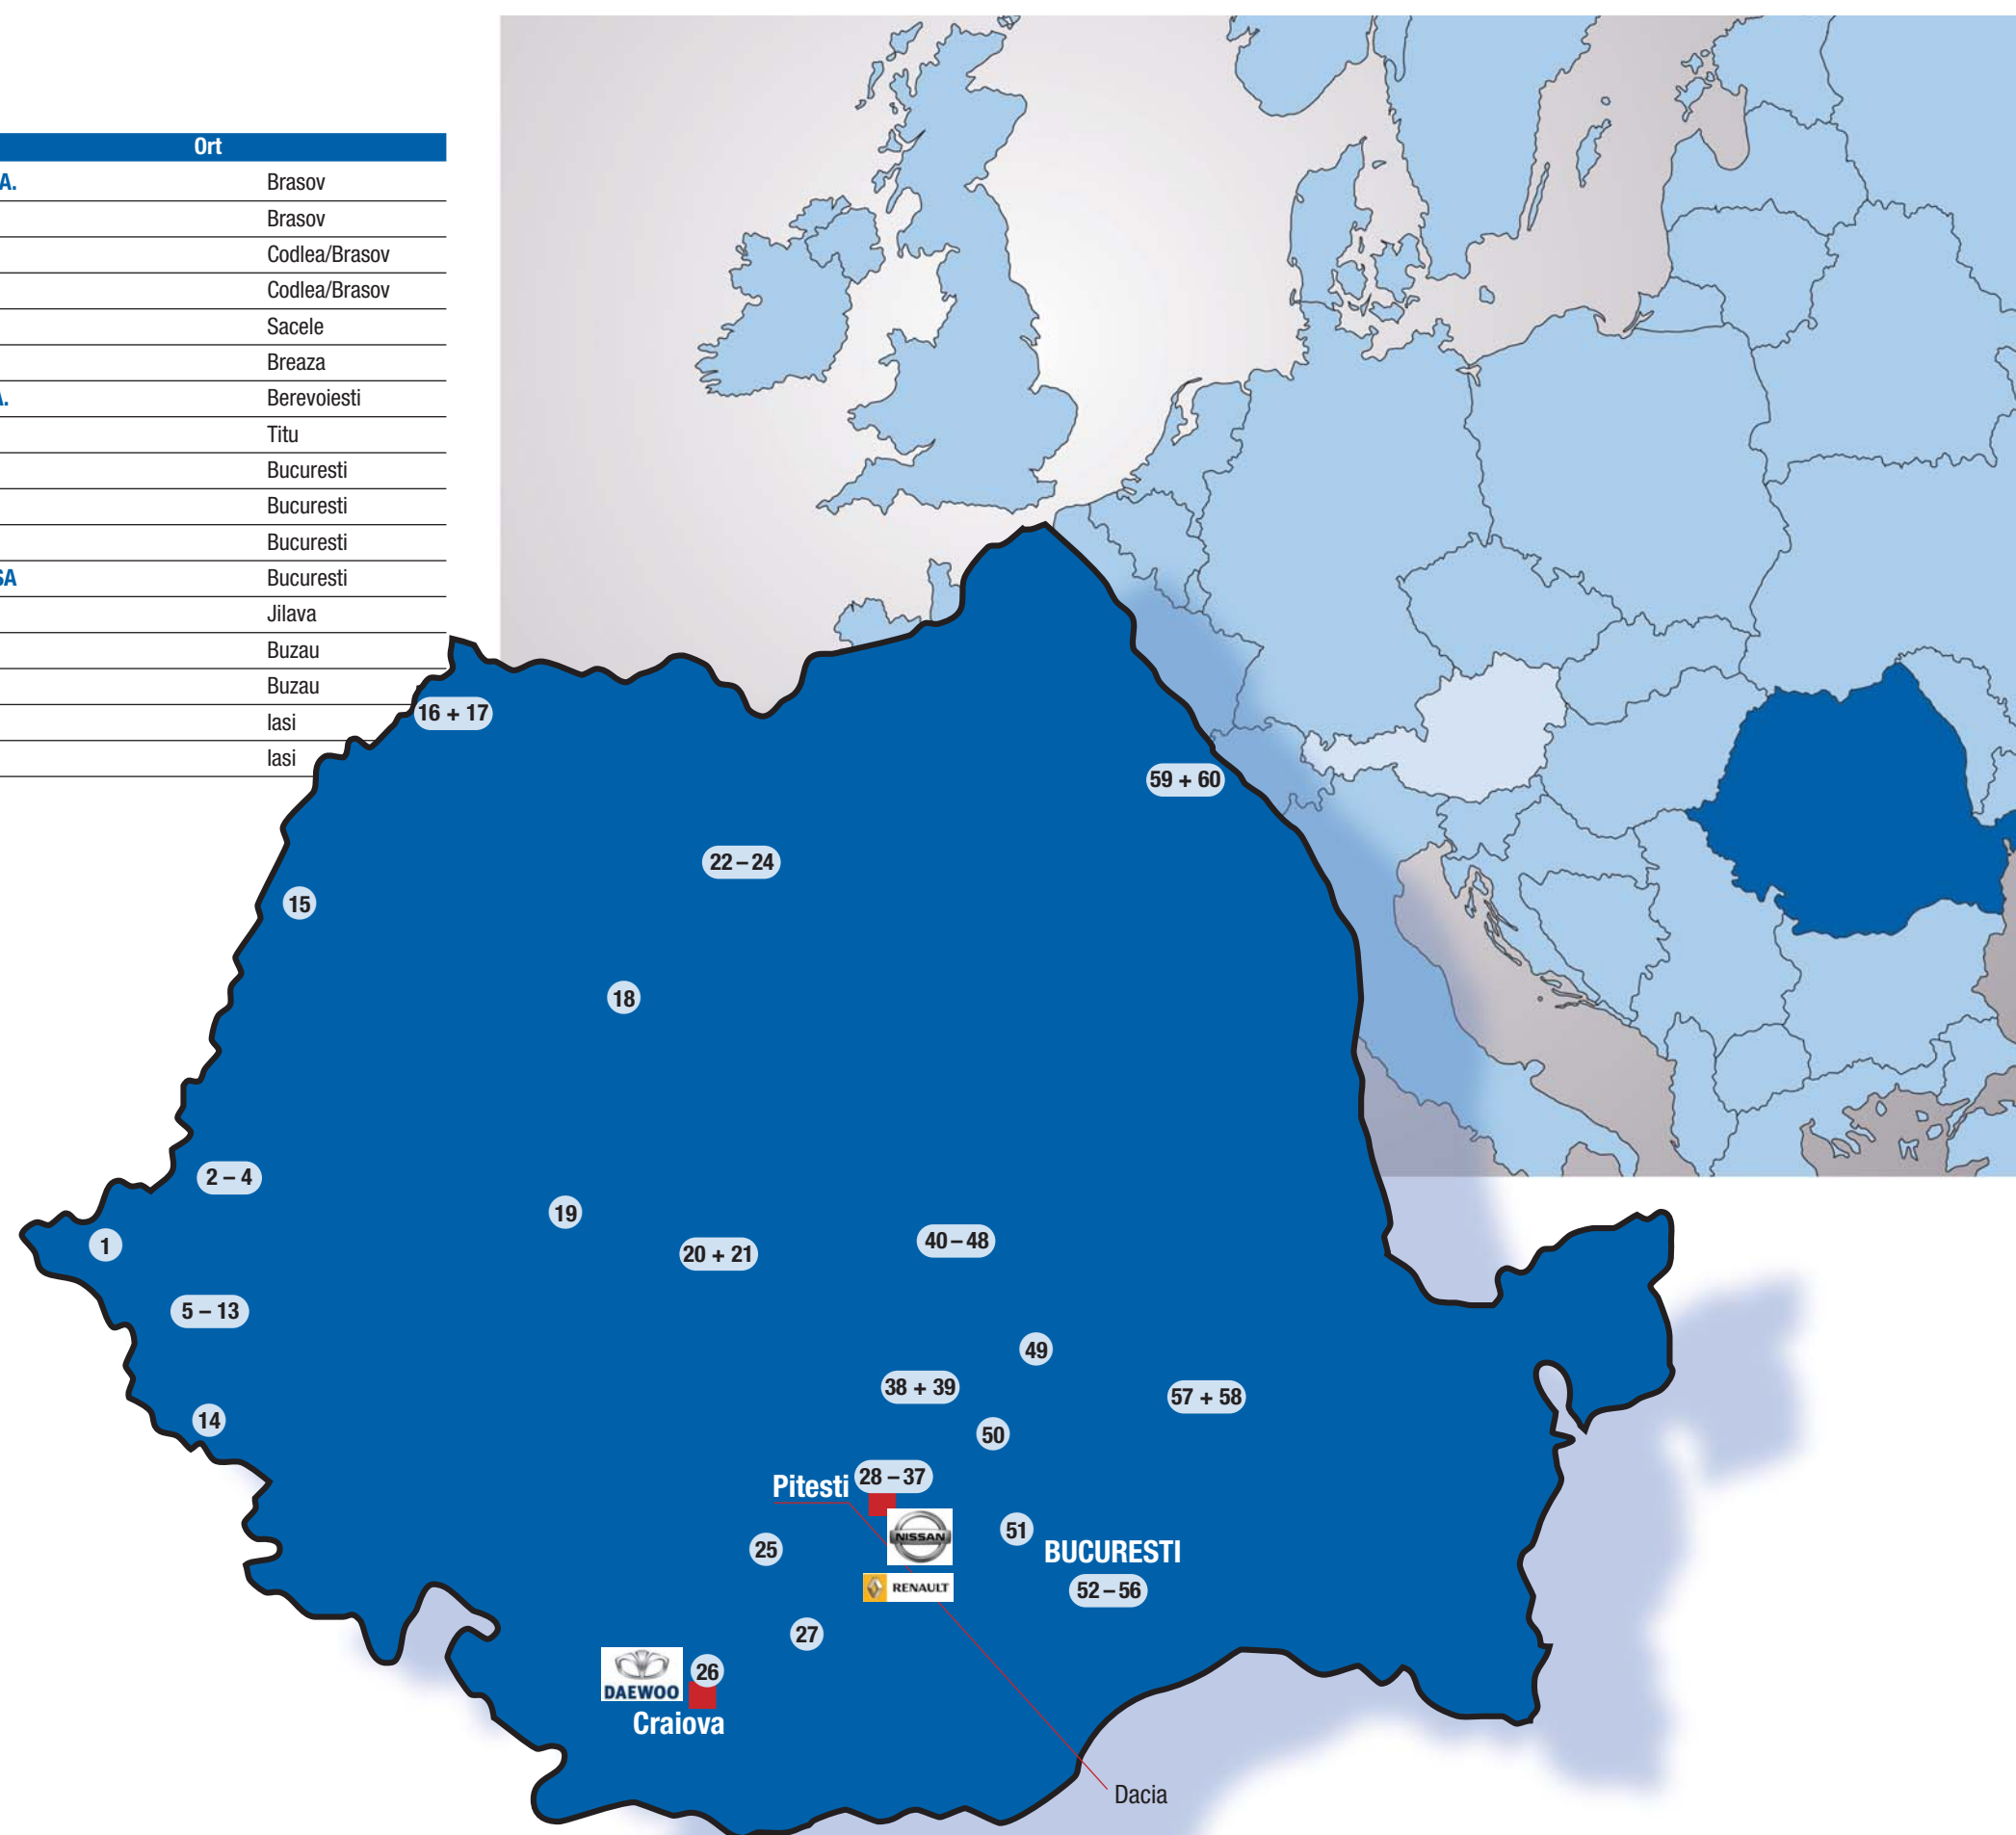 Ort
A. Brasov
Brasov
Codlea/Brasov
Codlea/Brasov
Sacele
Breaza
A. Berevoiesti
Titu
Bucuresti
Bucuresti
Bucuresti
SA Bucuresti
Jilava
Buzau
Buzau
Iasi
Iasi
16 + 17
59 + 60
22 – 24
15
18
2 – 4
19
1
20 + 21
40 – 48
5 – 13
49
38 + 39
57 + 58
14
50
Pitesti
28 – 37
NISSAN
51
25
BUCURESTI
RENAULT
52 – 56
27
26
DAEWOO
Craiova
Dacia